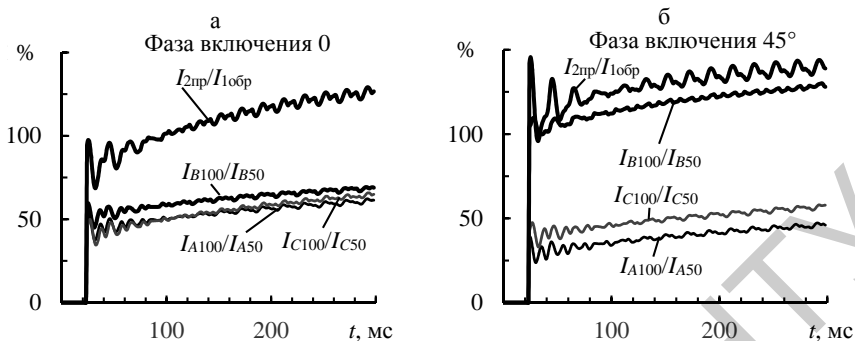 а
Фаза включения 0
%
I2пр/I1обр
100
IB100/IB50
50
IA100/IA50
IC100/IC50
0
100
200
t, мс
б
Фаза включения 45°
%
I2пр/I1обр
100
IB100/IB50
IC100/IC50
50
IA100/IA50
0
100
200
t, мс
ITY